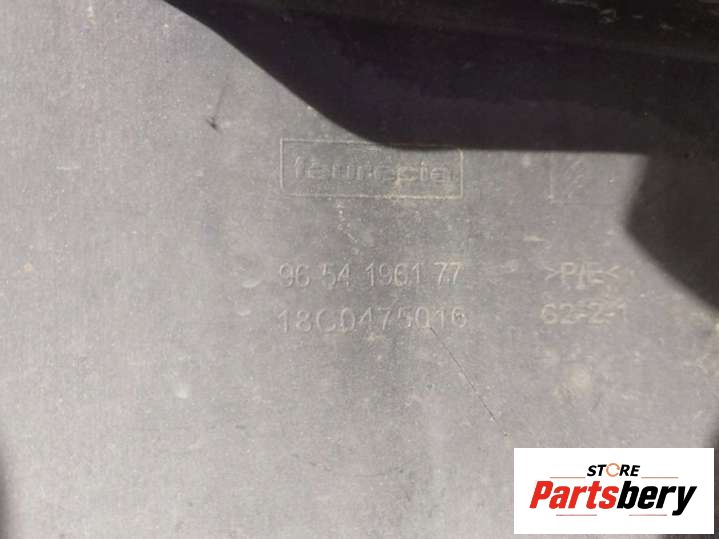 faurecia
96 54 1961 77
>P/E<
18C0475016
62-2-1
STORE
Partsbery